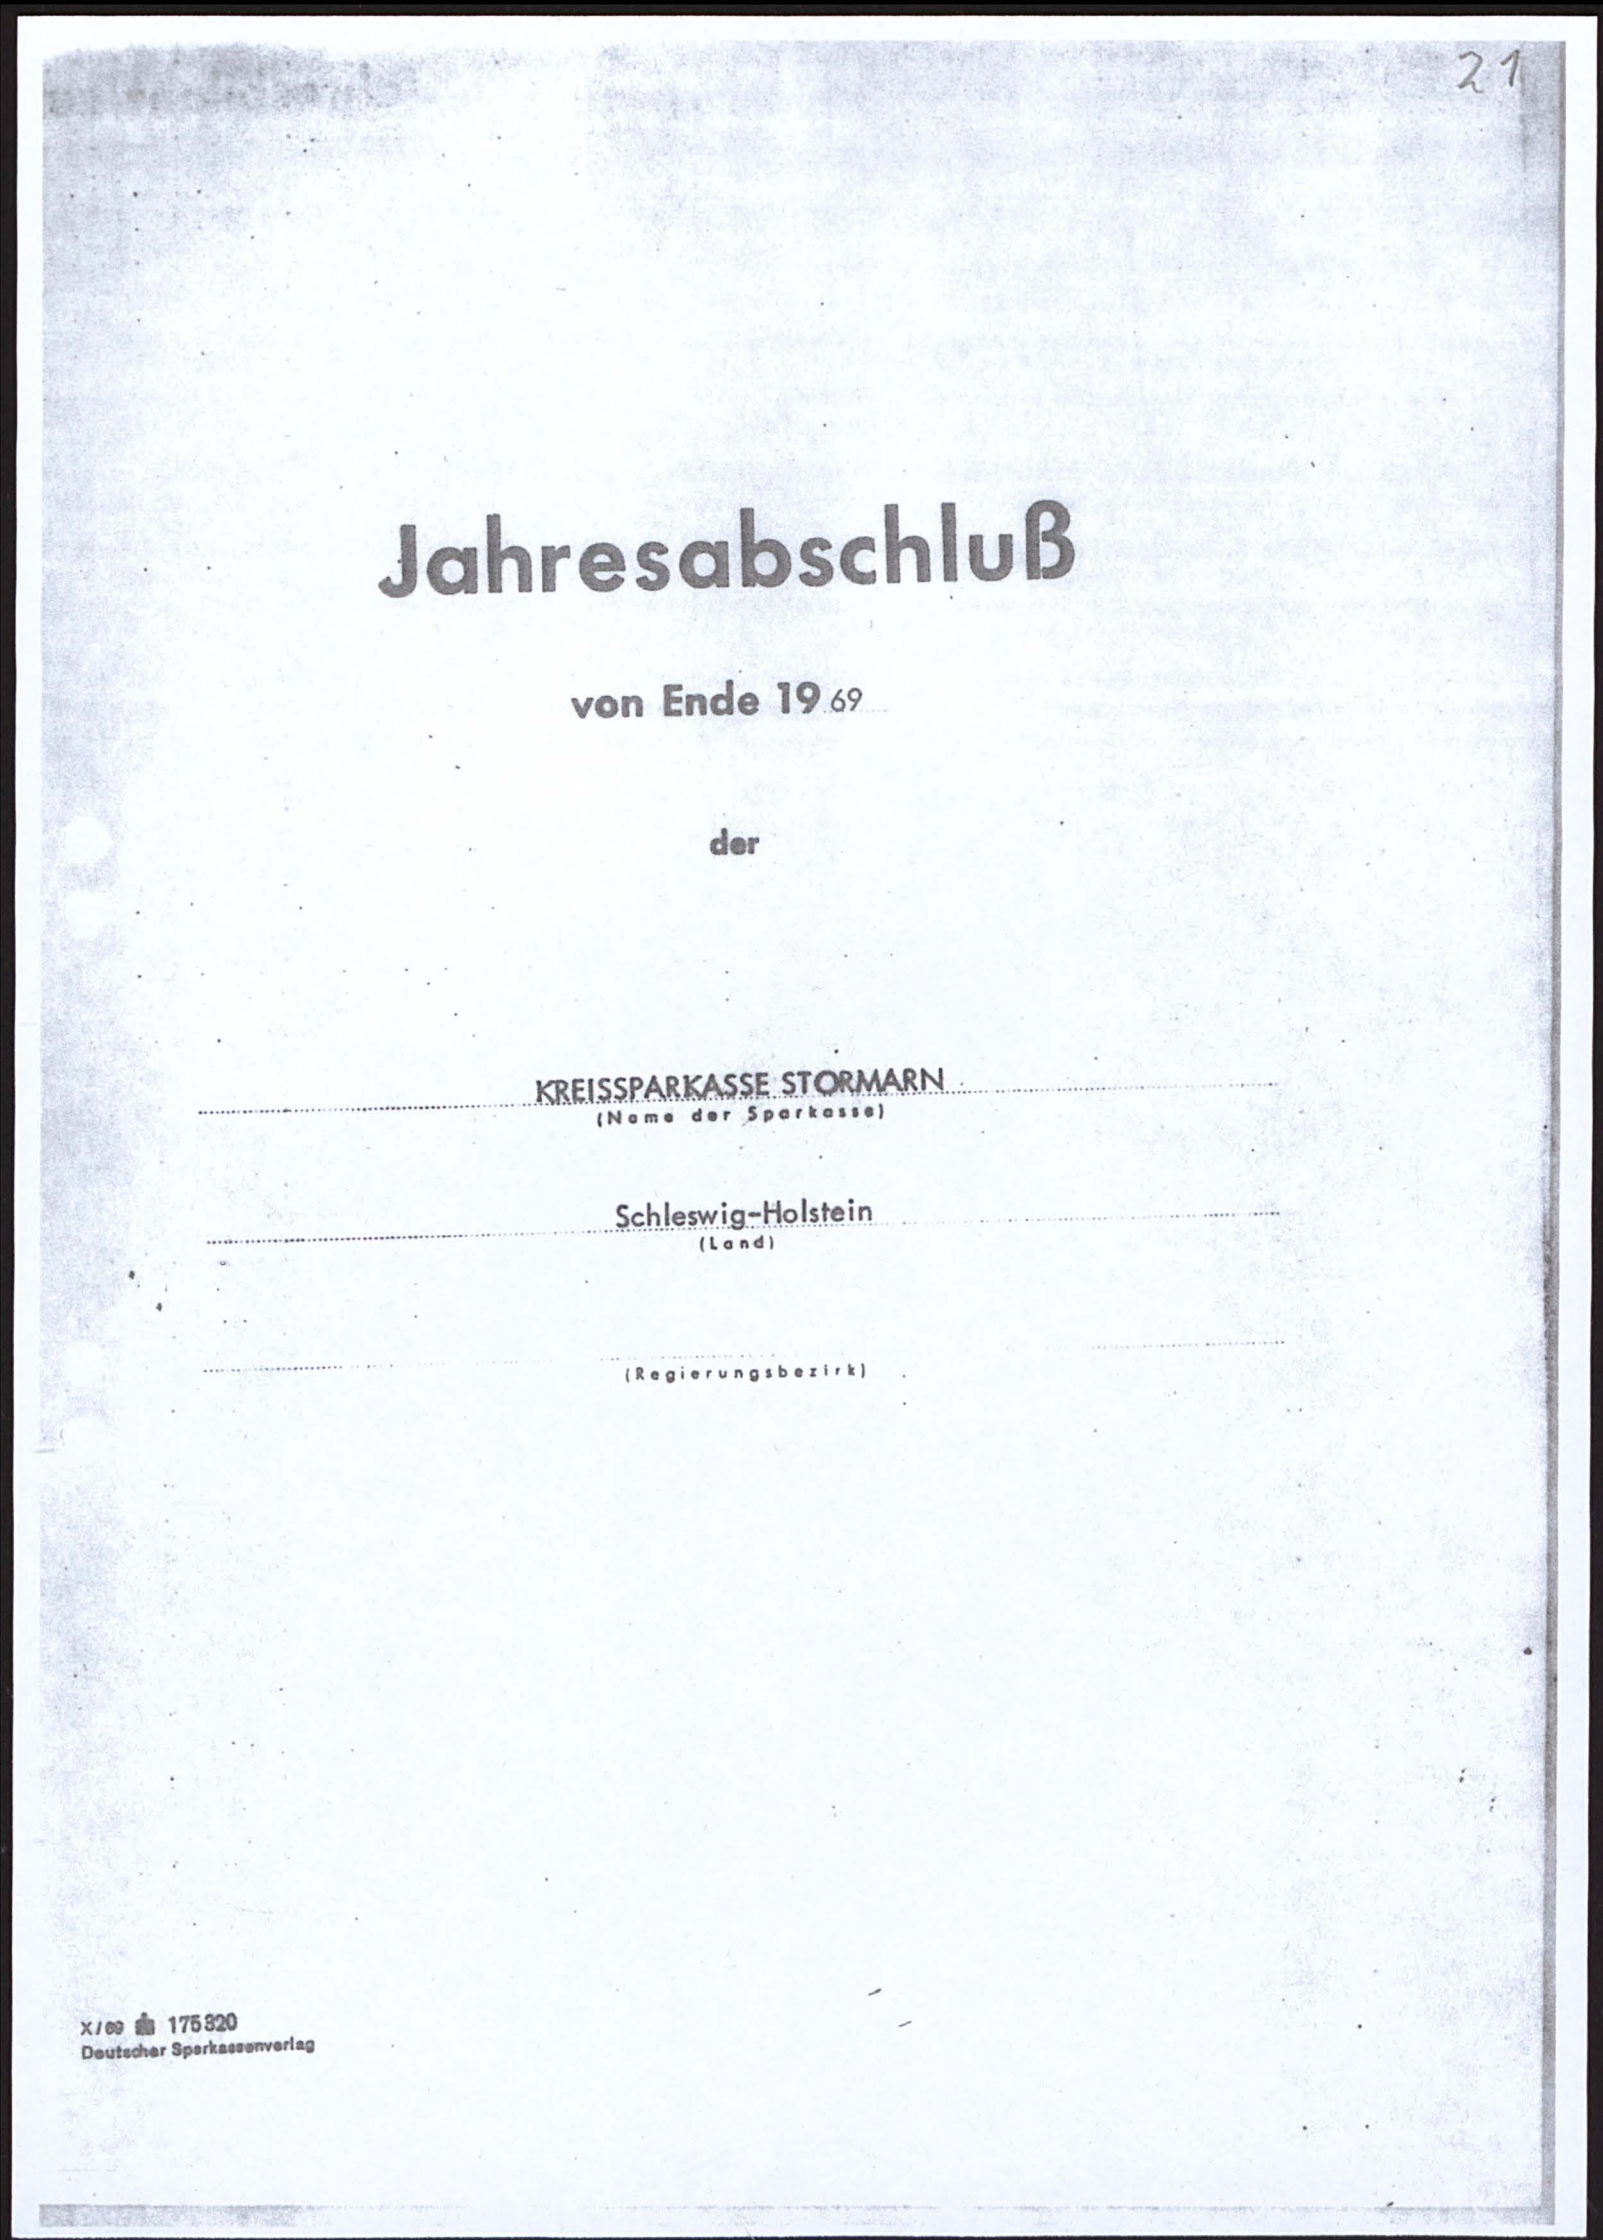 21
Jahresabschluß
von Ende 1969
der
KREISSPARKASSE STORMARN
(Name der Sparkasse)
Schleswig-Holstein
(Land)
(Regierungsbezirk)
X/69 175320
Deutscher Sparkassenverlag